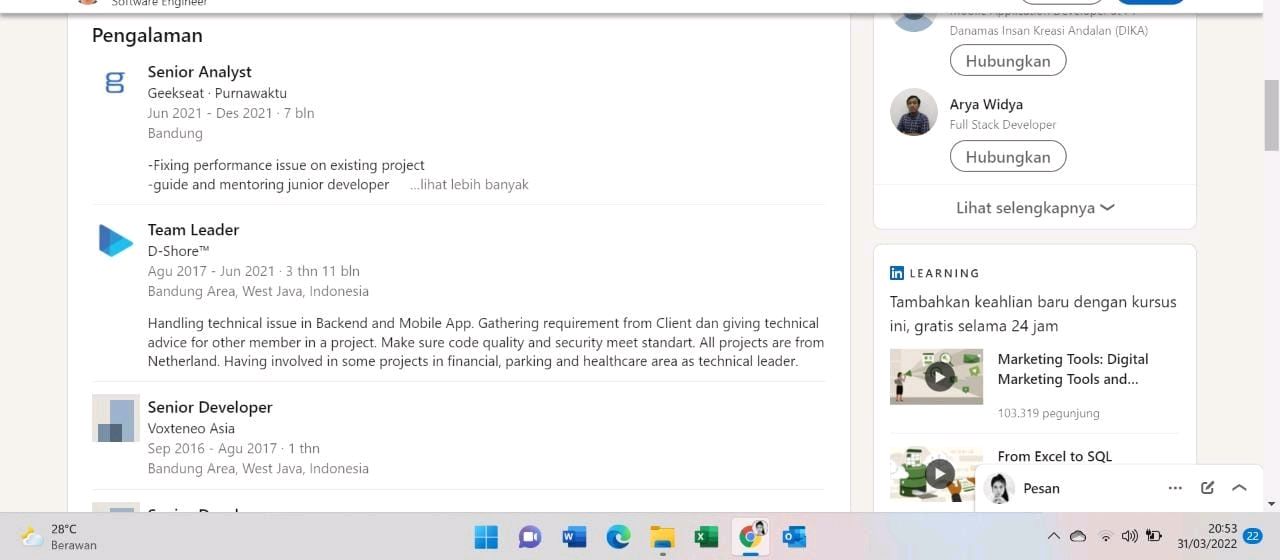 Software Engineer
Pengalaman
Senior Analyst
Geekseat · Purnawaktu
Jun 2021 - Des 2021 · 7 bln
Bandung
-Fixing performance issue on existing project
-guide and mentoring junior developer ...lihat lebih banyak
Team Leader
D-Shore™
Agu 2017 - Jun 2021 · 3 thn 11 bln
Bandung Area, West Java, Indonesia
Handling technical issue in Backend and Mobile App. Gathering requirement from Client dan giving technical
advice for other member in a project. Make sure code quality and security meet standart. All projects are from
Netherland. Having involved in some projects in financial, parking and healthcare area as technical leader.
Senior Developer
Voxteneo Asia
Sep 2016 - Agu 2017 · 1 thn
Bandung Area, West Java, Indonesia
Danamas Insan Kreasi Andalan (DIKA)
Hubungkan
Arya Widya
Full Stack Developer
Hubungkan
Lihat selengkapnya
in LEARNING
Tambahkan keahlian baru dengan kursus
ini, gratis selama 24 jam
Marketing Tools: Digital
Marketing Tools and...
103.319 pegunjung
From Excel to SQL
Pesan
28°C
Berawan
20:53
31/03/2022
22